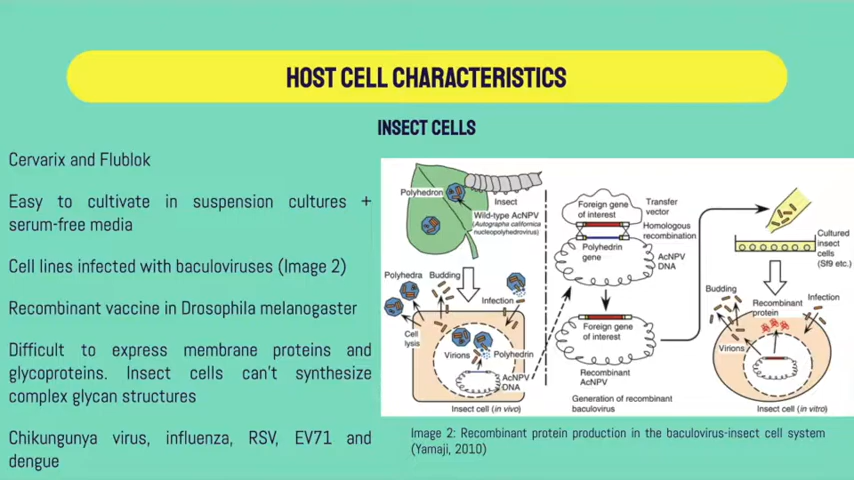 HOST CELL CHARACTERISTICS
INSECT CELLS
Cervarix and Flublok
Easy to cultivate in suspension cultures +
serum-free media
Cell lines infected with baculoviruses (Image 2)
Recombinant vaccine in Drosophila melanogaster
Difficult to express membrane proteins and
glycoproteins. Insect cells can't synthesize
complex glycan structures
Chikungunya virus, influenza, RSV, EV71 and
dengue
Polyhedron
Insect
Wild-type AcNPV
(Autographa californica
nucleopolyhedrovirus)
Polyhedra
Budding
Infection
Cell
lysis
Virions
Polyhedrin
AcNPV
DNA
Insect cell (in vivo)
Foreign gene
of interest
Transfer
vector
Homologous
recombination
Polyhedrin
gene
AcNPV
DNA
Foreign gene
of interest
Recombinant
AcNPV
Generation of recombinant
baculovirus
Cultured
insect
cells
(Sf9 etc.)
Budding
Recombinant
protein
Infection
Virions
Insect cell (in vitro)
Image 2: Recombinant protein production in the baculovirus-insect cell system
(Yamaji, 2010)